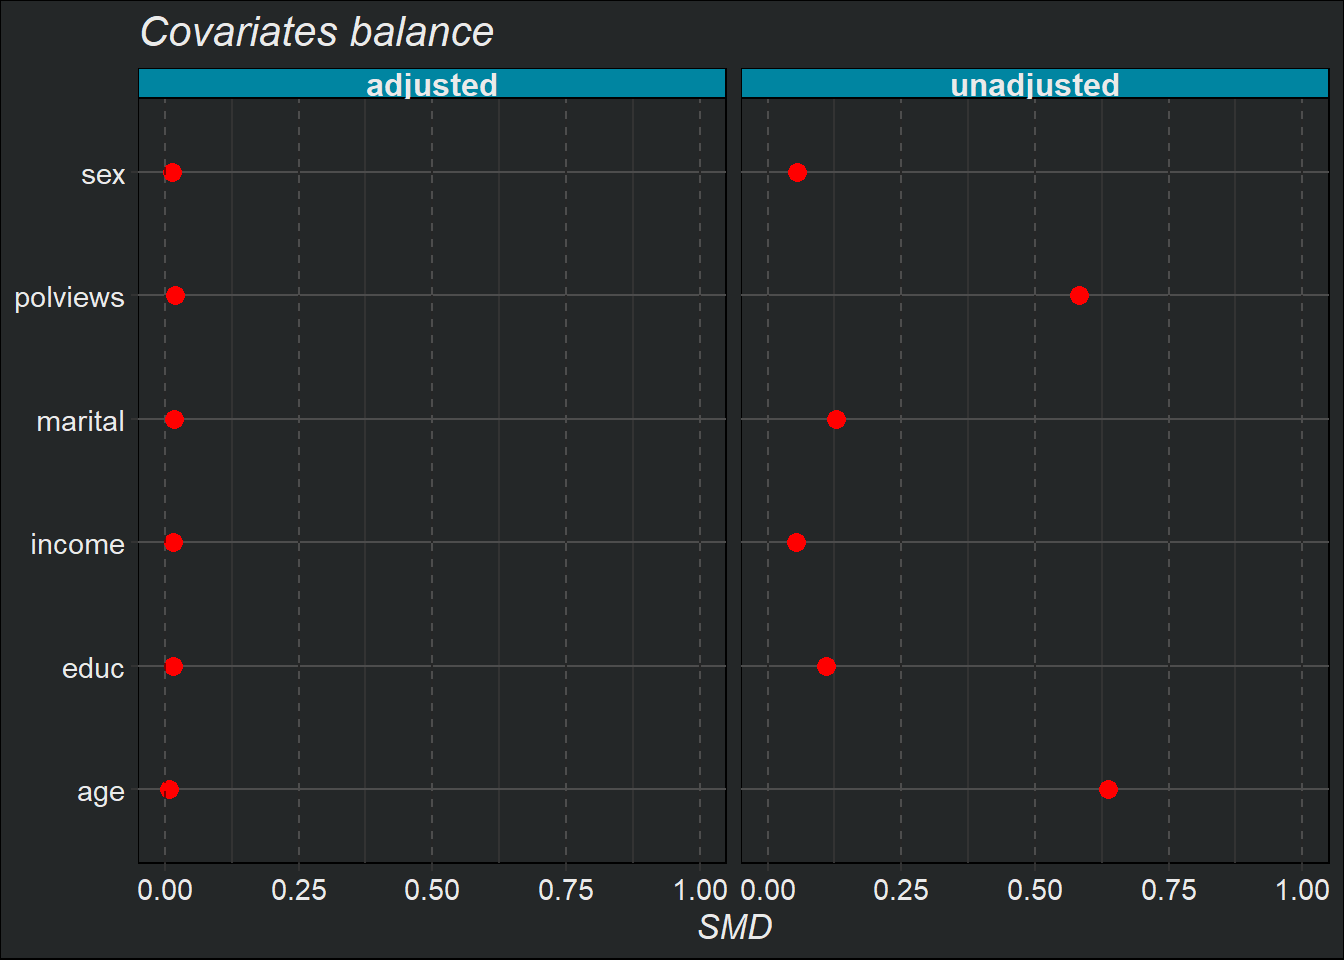 Covariates balance
adjusted unadjusted
sex
polviews
marital
income
educ
age
0.00 0.25 0.50 0.75 1.00 0.00 0.25 0.50 0.75 1.00
SMD